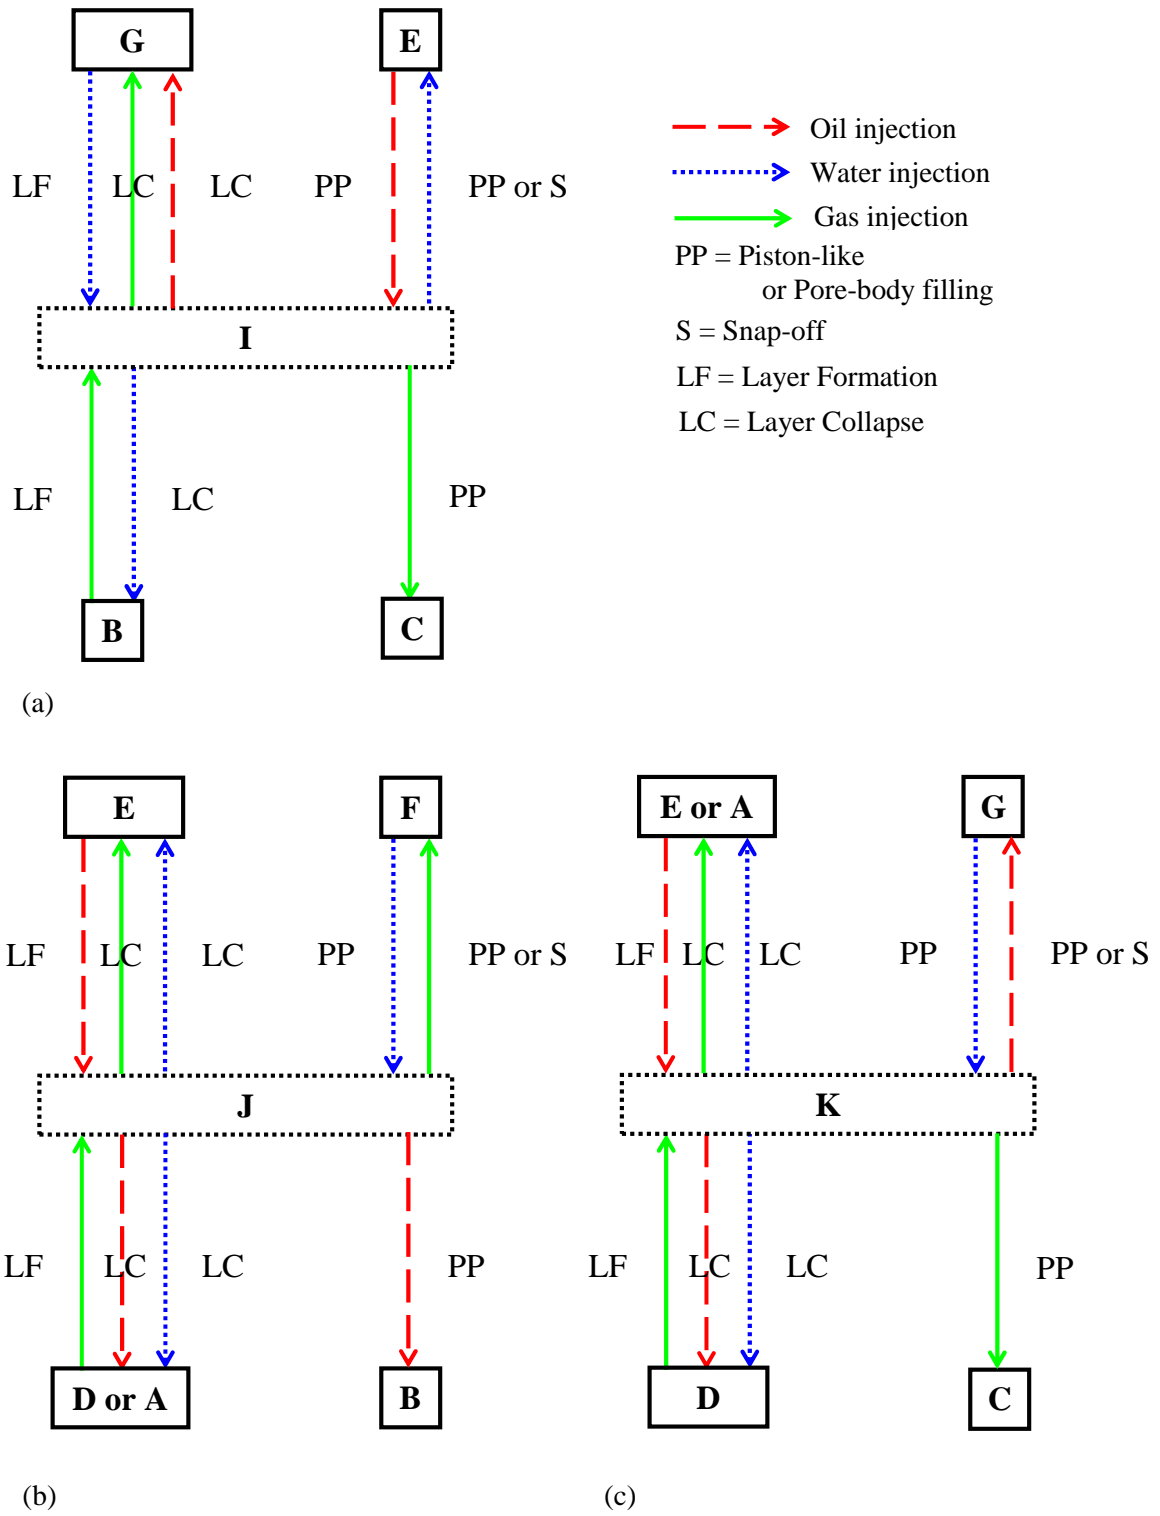 G
E
Oil injection
Water injection
Gas injection
PP = Piston-like
or Pore-body filling
S = Snap-off
LF = Layer Formation
LC = Layer Collapse
LF LC LC PP PP or S
I
LF LC PP
B
C
(a)
E
F
E or A
G
LF LC LC PP PP or S
LF LC LC PP PP or S
J
K
LF LC LC PP
LF LC LC PP
D or A
B
D
C
(b)
(c)